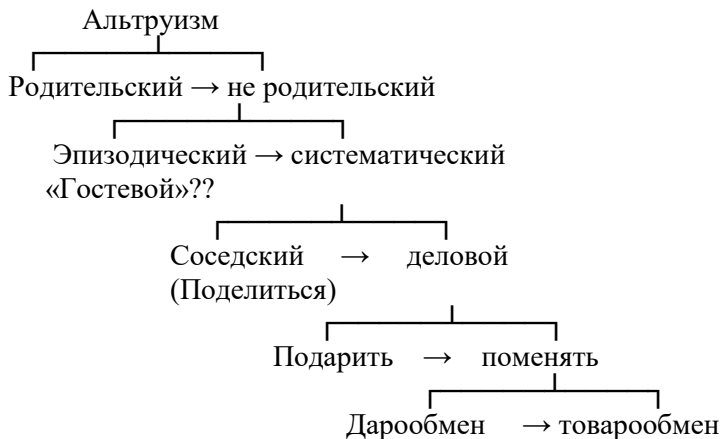 Альтруизм
Родительский → не родительский
Эпизодический → систематический
«Гостевой»??
Соседский → деловой
(Поделиться)
Подарить → поменять
Дарообмен → товарообмен